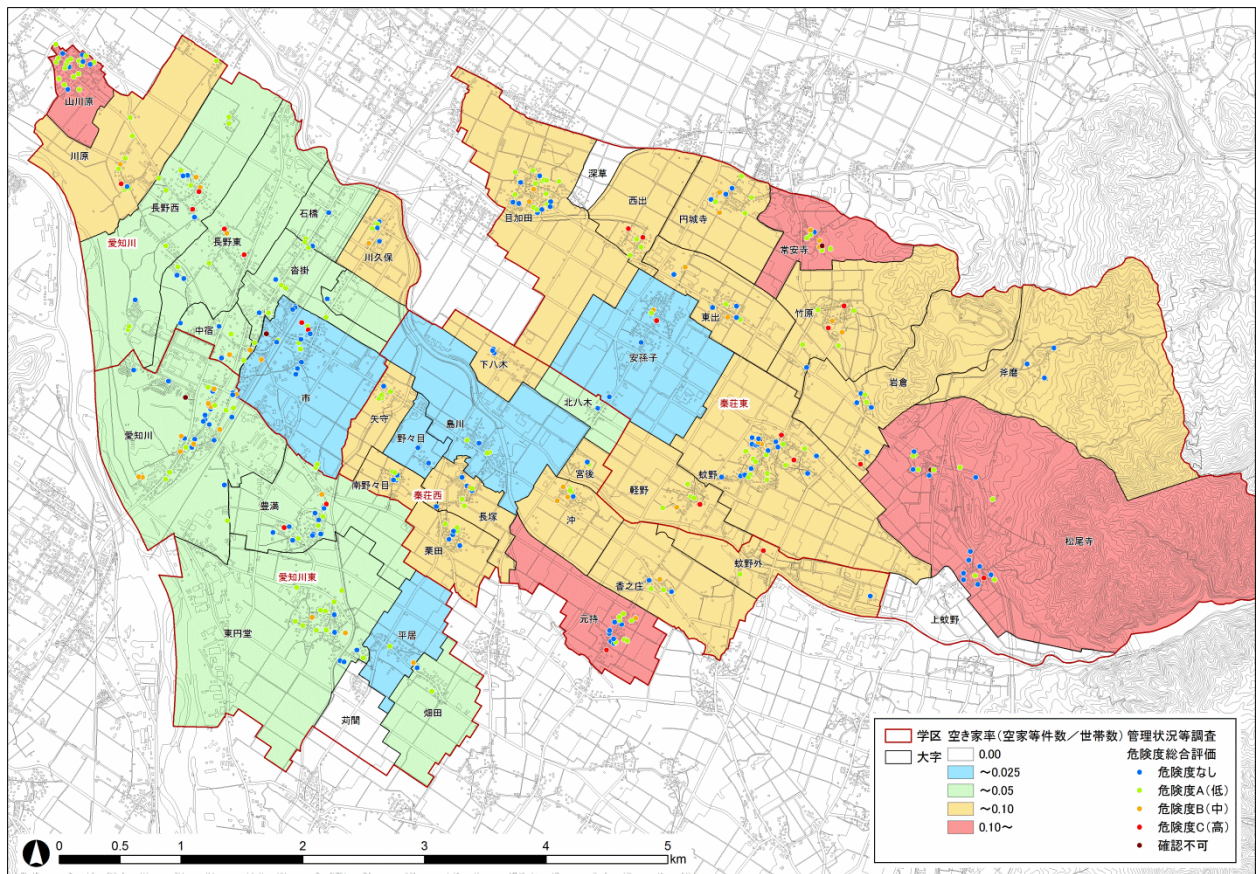 山川原
川原
長野西
愛知川
長野東
石橋
沓掛
川久保
中宿
市
愛知川
豊満
愛知川東
東円堂
平居
苅間
畑田
目加田
深草
西出
円城寺
常安寺
竹原
東出
安孫子
岩倉
斧磨
秦荘東
下八木
北八木
矢守
野々目
島川
南野々目
秦荘西
長塚
栗田
宮後
沖
軽野
蚊野
松尾寺
元持
香之庄
蚊野外
上蚊野
学区
大字
空き家率(空家等件数/世帯数)
0.00
~0.025
~0.05
~0.10
0.10~
管理状況等調査
危険度総合評価
危険度なし
危険度A(低)
危険度B(中)
危険度C(高)
確認不可
0 0.5 1 2 3 4 5
km